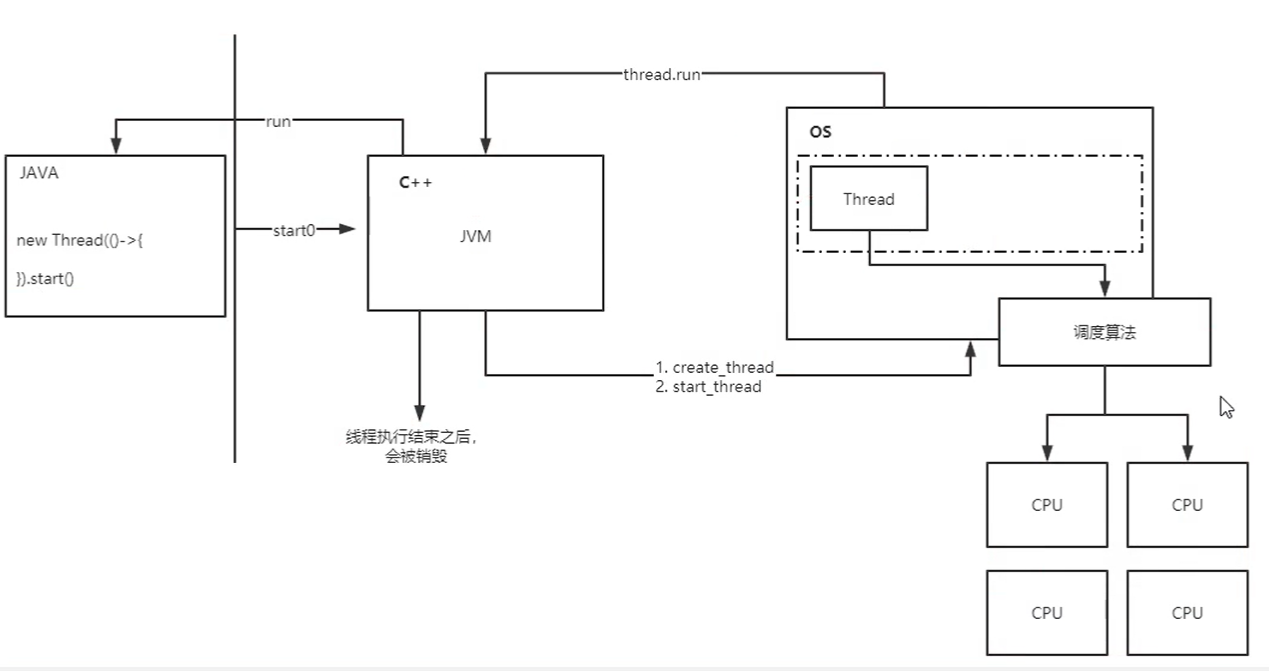 thread.run
run
OS
JAVA
C++
Thread
new Thread(()->{
start0
JVM
}).start()
调度算法
1. create_thread
2. start_thread
线程执行结束之后,
会被销毁
CPU
CPU
CPU
CPU